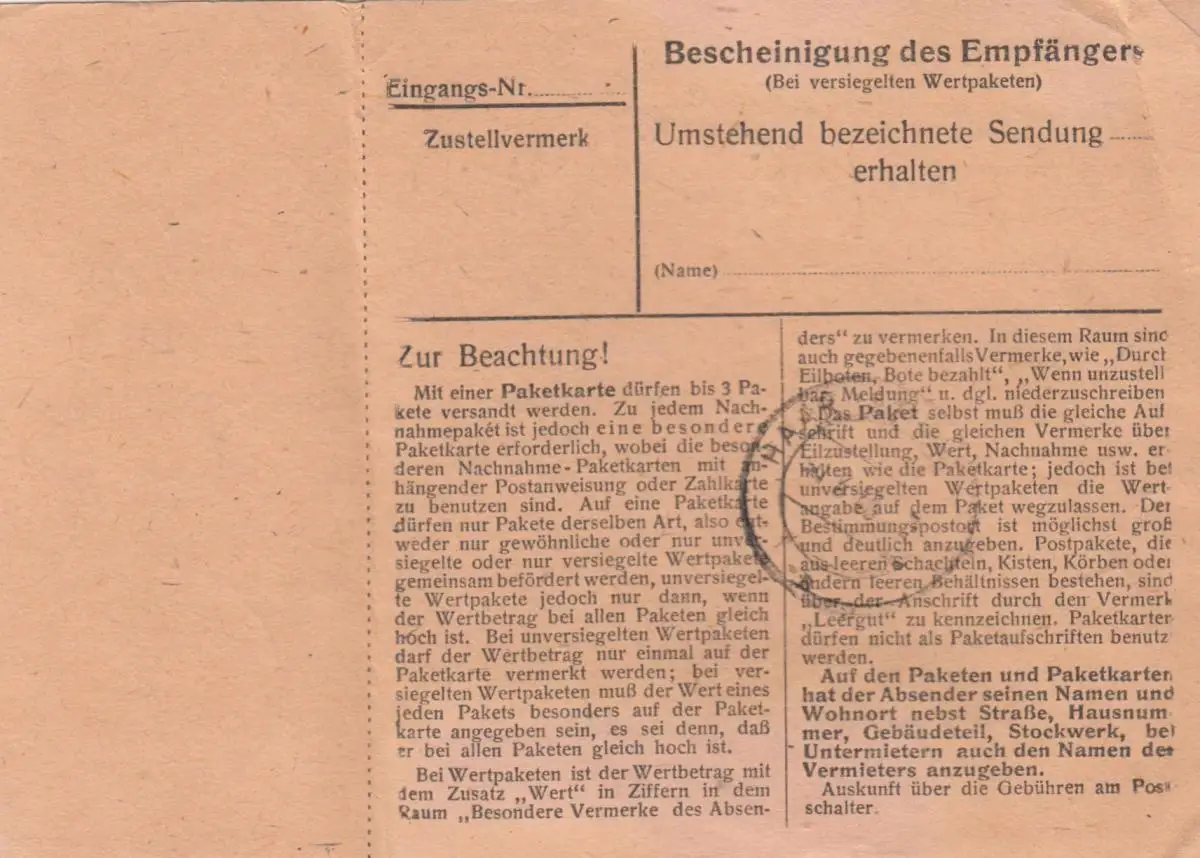 Eingangs-Nr.
Zustellvermerk
Bescheinigung des Empfängers
(Bei versiegelten Wertpaketen)
Umstehend bezeichnete Sendung
erhalten
(Name)
Zur Beachtung!
Mit einer Paketkarte dürfen bis 3 Pa-
kete versandt werden. Zu jedem Nach-
nahmepaket ist jedoch eine besondere
Paketkarte erforderlich, wobei die beson-
deren Nachnahme-Paketkarten mit an-
hängender Postanweisung oder Zahlkarte
zu benutzen sind. Auf eine Paketkarte
dürfen nur Pakete derselben Art, also ent-
weder nur gewöhnliche oder nur unver-
siegelte oder nur versiegelte Wertpakete
gemeinsam befördert werden, unversiegel-
te Wertpakete jedoch nur dann, wenn
der Wertbetrag bei allen Paketen gleich
hoch ist. Bei unversiegelten Wertpaketen
darf der Wertbetrag nur einmal auf der
Paketkarte vermerkt werden; bei ver-
siegelten Wertpaketen muß der Wert eines
jeden Pakets besonders auf der Paket-
karte angegeben sein, es sei denn, daß
er bei allen Paketen gleich hoch ist.
Bei Wertpaketen ist der Wertbetrag mit
dem Zusatz „Wert“ in Ziffern in dem
Raum „Besondere Vermerke des Absen-
ders“ zu vermerken. In diesem Raum sind
auch gegebenenfalls Vermerke, wie „Durch
Eilboten, Bote bezahlt“, „Wenn unzustell
bar, Meldung“ u. dgl. niederzuschreiben
Das Paket selbst muß die gleiche Auf
schrift und die gleichen Vermerke über
Eilzustellung, Wert, Nachnahme usw. er
halten wie die Paketkarte; jedoch ist bei
unversiegelten Wertpaketen die Wert-
angabe auf dem Paket wegzulassen. Der
Bestimmungspostort ist möglichst groß
und deutlich anzugeben. Postpakete, die
aus leeren Schachteln, Kisten, Körben oder
andern leeren Behältnissen bestehen, sind
über der Anschrift durch den Vermerk
„Leergut“ zu kennzeichnen. Paketkarten
dürfen nicht als Paketaufschriften benutz
werden.
Auf den Paketen und Paketkarten
hat der Absender seinen Namen und
Wohnort nebst Straße, Hausnum
mer, Gebäudeteil, Stockwerk, bei
Untermietern auch den Namen des
Vermieters anzugeben.
Auskunft über die Gebühren am Post
schalter.